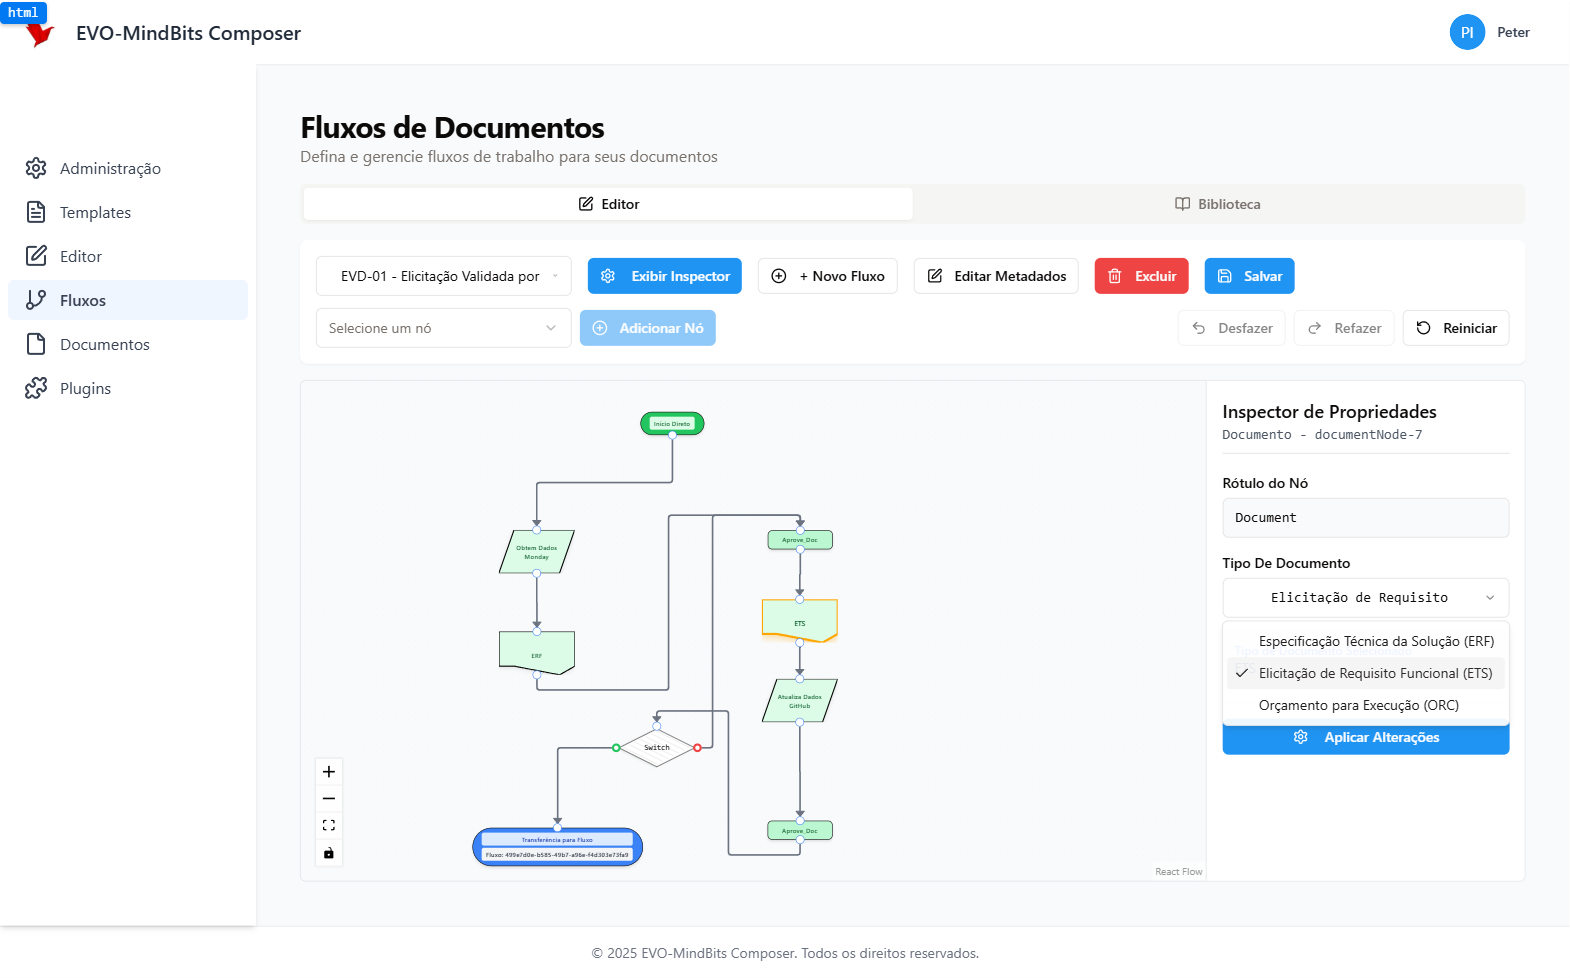 html
EVO-MindBits Composer
PI
Peter
Administração
Templates
Editor
Fluxos
Documentos
Plugins
Fluxos de Documentos
Defina e gerencie fluxos de trabalho para seus documentos
Editor
Biblioteca
EVD-01 - Elicitação Validada por
Exibir Inspector
+ Novo Fluxo
Editar Metadados
Excluir
Salvar
Selecione um nó
Adicionar Nó
Desfazer
Refazer
Reiniciar
Início Direto
Obtem Dados
Monday
ERF
Aprove_Doc
ETS
Atualiza Dados
GitHub
Switch
Aprove_Doc
Transferência para Fluxo
Fluxo: 499e7d0e-b585-49b7-a96e-f4d303e73fa9
React Flow
Inspector de Propriedades
Documento - documentNode-7
Rótulo do Nó
Document
Tipo De Documento
Elicitação de Requisito
Especificação Técnica da Solução (ERF)
Elicitação de Requisito Funcional (ETS)
Orçamento para Execução (ORC)
Aplicar Alterações
© 2025 EVO-MindBits Composer. Todos os direitos reservados.